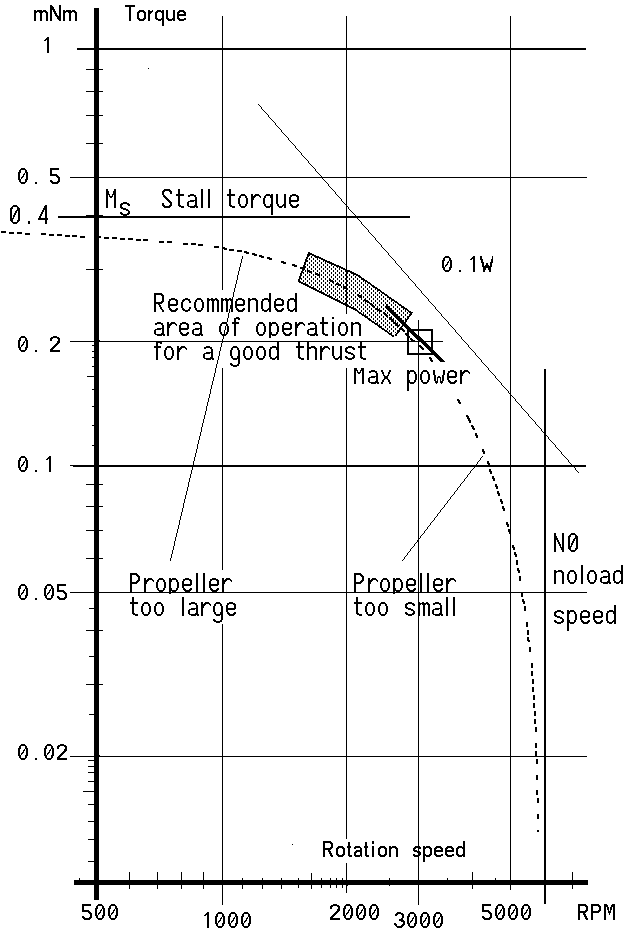 mNm Torque
1
0.5
Ms Stall torque
0.4
0.1W
Recommended
area of operation
for a good thrust
0.2
Max power
0.1
N0
noload
speed
Propeller
too large
Propeller
too small
0.05
0.02
Rotation speed
500 1000 2000 3000 5000 RPM